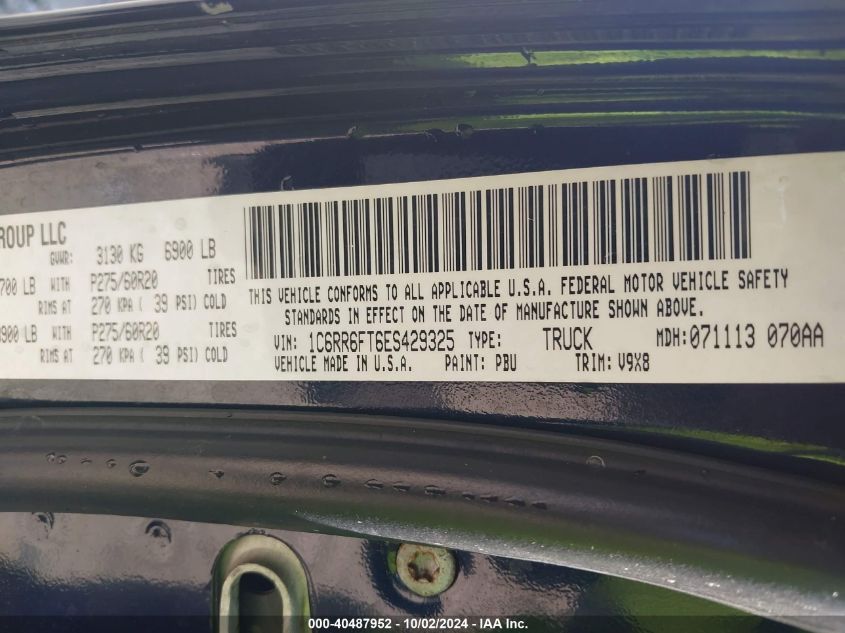 ROUP LLC
GVWR: 3130 KG 6900 LB
700 LB WITH P275/60R20 TIRES
RIMS AT 270 KPA ( 39 PSI) COLD
900 LB WITH P275/60R20 TIRES
RIMS AT 270 KPA ( 39 PSI) COLD
THIS VEHICLE CONFORMS TO ALL APPLICABLE U.S.A. FEDERAL MOTOR VEHICLE SAFETY
STANDARDS IN EFFECT ON THE DATE OF MANUFACTURE SHOWN ABOVE.
VIN: 1C6RR6FT6ES429325 TYPE: TRUCK MDH:071113 070AA
VEHICLE MADE IN U.S.A. PAINT: PBU TRIM: V9X8
000-40487952 - 10/02/2024 - IAA Inc.